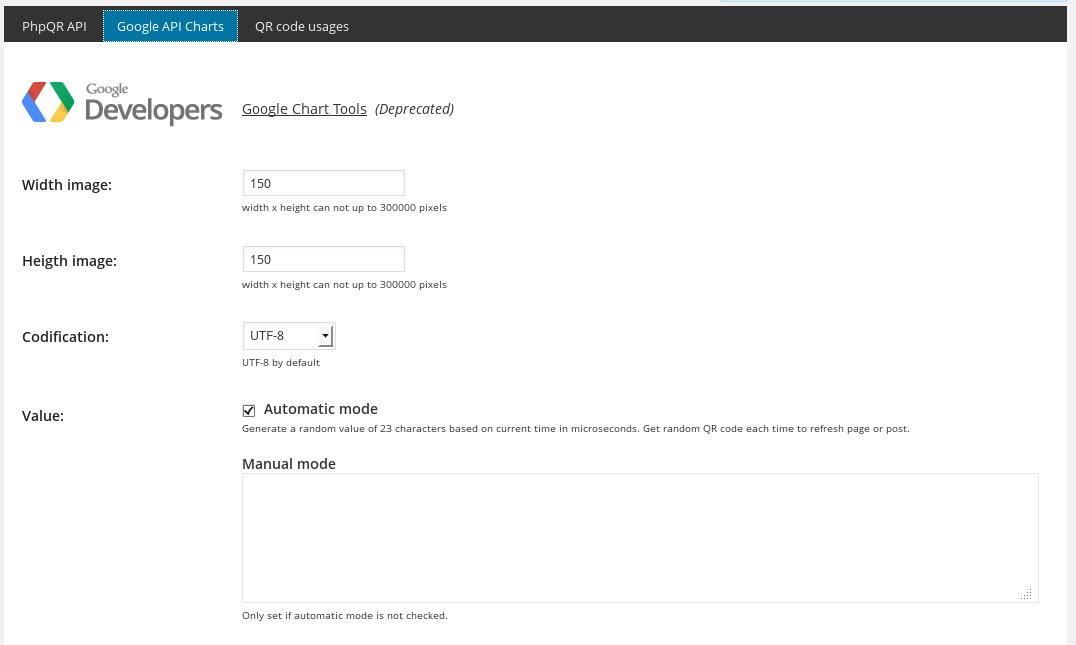 PhpQR API
Google API Charts
QR code usages
Google
Developers
Google Chart Tools (Deprecated)
Width image:
150
width x height can not up to 300000 pixels
Heigth image:
150
width x height can not up to 300000 pixels
Codification:
UTF-8
UTF-8 by default
Value:
Automatic mode
Generate a random value of 23 characters based on current time in microseconds. Get random QR code each time to refresh page or post.
Manual mode
Only set if automatic mode is not checked.